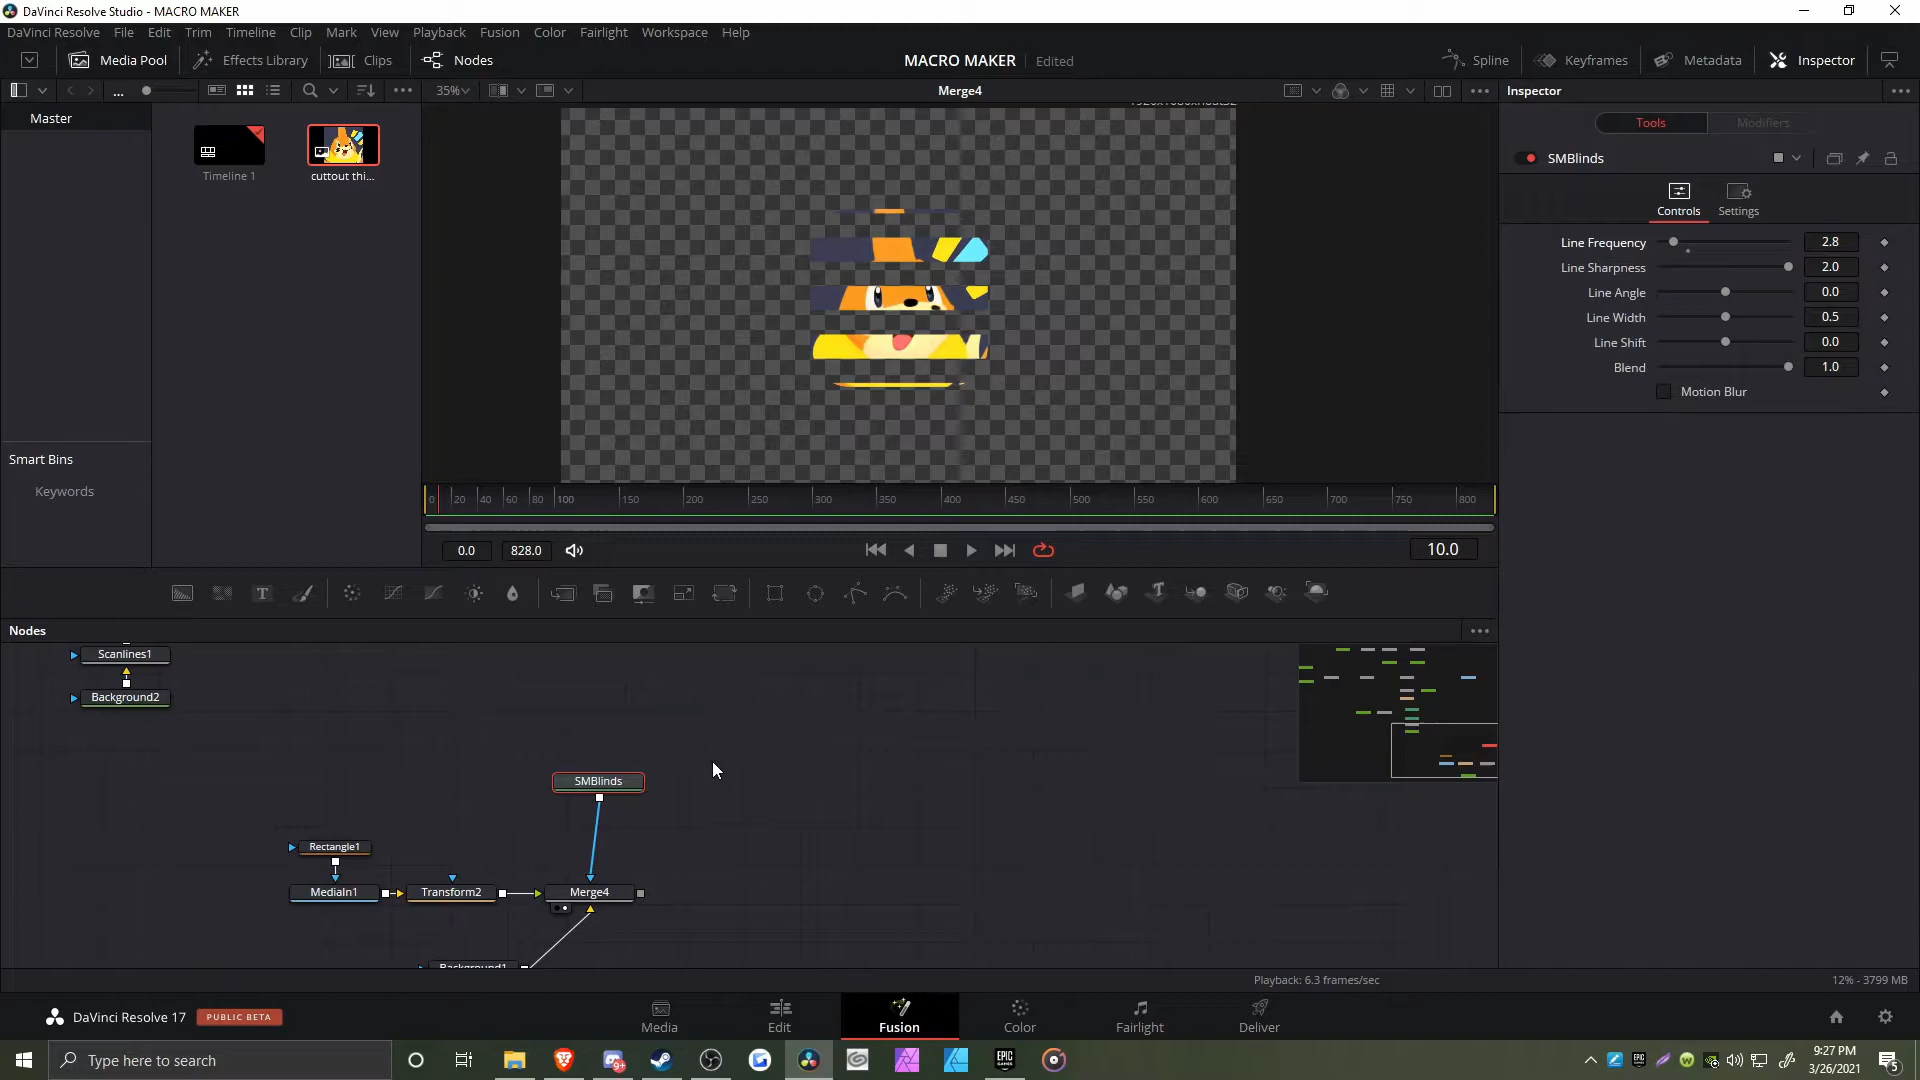 DaVinci Resolve Studio - MACRO MAKER
DaVinci Resolve File Edit Trim Timeline Clip Mark View Playback Fusion Color Fairlight Workspace Help
Media Pool Effects Library Clips Nodes MACRO MAKER Edited Spline Keyframes Metadata Inspector
... 35% Merge4 Inspector
Master
Timeline 1
cuttout thi...
Smart Bins
Keywords
Tools Modifiers
SMBlinds
Controls Settings
Line Frequency 2.8
Line Sharpness 2.0
Line Angle 0.0
Line Width 0.5
Line Shift 0.0
Blend 1.0
Motion Blur
0 20 40 60 80 100 150 200 250 300 350 400 450 500 550 600 650 700 750 800
0.0 828.0 10.0
T T
Nodes
Scanlines1
Background2
SMBlinds
Rectangle1
MediaIn1 Transform2 Merge4
Background1
Playback: 6.3 frames/sec 12% - 3799 MB
DaVinci Resolve 17 PUBLIC BETA
Media Edit Fusion Color Fairlight Deliver
Type here to search
9+
EPIC
GAMES
9:27 PM
3/26/2021
5